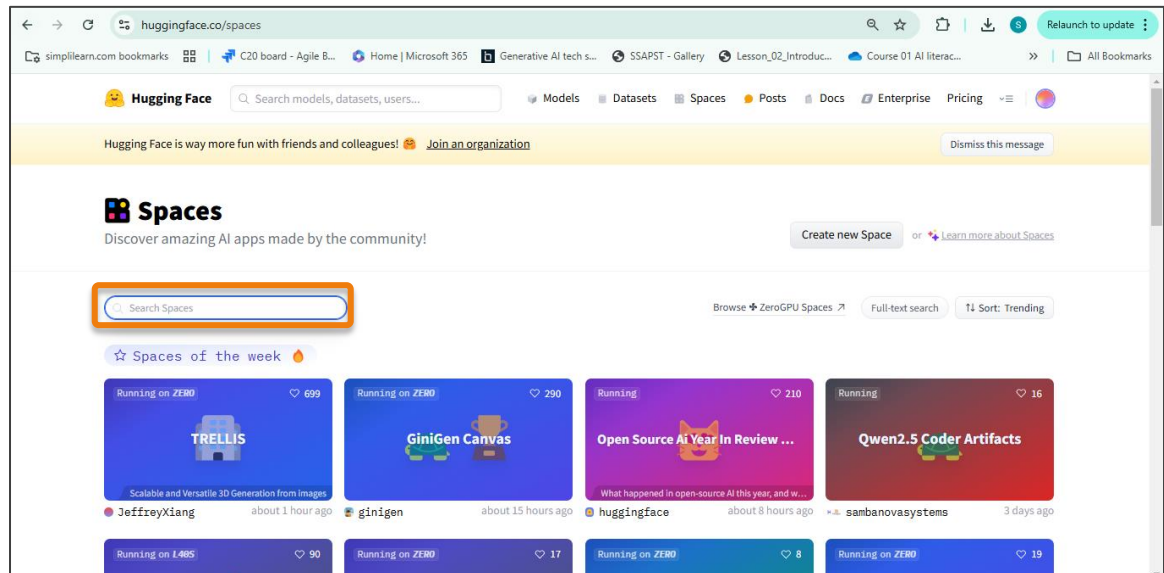 huggingface.co/spaces
S
Relaunch to update
simplilearn.com bookmarks
C20 board - Agile B...
Home | Microsoft 365
Generative AI tech s...
SSAPST - Gallery
Lesson_02_Introduc...
Course 01 AI literac...
»
All Bookmarks
Hugging Face
Search models, datasets, users...
Models
Datasets
Spaces
Posts
Docs
Enterprise
Pricing
Hugging Face is way more fun with friends and colleagues! 🤗 Join an organization
Dismiss this message
Spaces
Discover amazing AI apps made by the community!
Create new Space
or
Learn more about Spaces
Search Spaces
Browse ZeroGPU Spaces
Full-text search
Sort: Trending
Spaces of the week 🔥
Running on ZERO
699
TRELLIS
Scalable and Versatile 3D Generation from images
JeffreyXiang
about 1 hour ago
Running on ZERO
290
GiniGen Canvas
ginigen
about 15 hours ago
Running
210
Open Source Ai Year In Review ...
What happened in open-source AI this year, and w...
huggingface
about 8 hours ago
Running
16
Qwen2.5 Coder Artifacts
sambanovasystems
3 days ago
Running on L40S
90
Running on ZERO
17
Running on ZERO
8
Running on ZERO
19